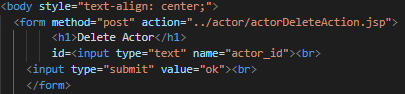 <body style="text-align: center;">
<form method="post" action="../actor/actorDeleteAction.jsp">
<h1>Delete Actor</h1>
id=<input type="text" name="actor_id"><br>
<input type="submit" value="ok"><br>
</form>